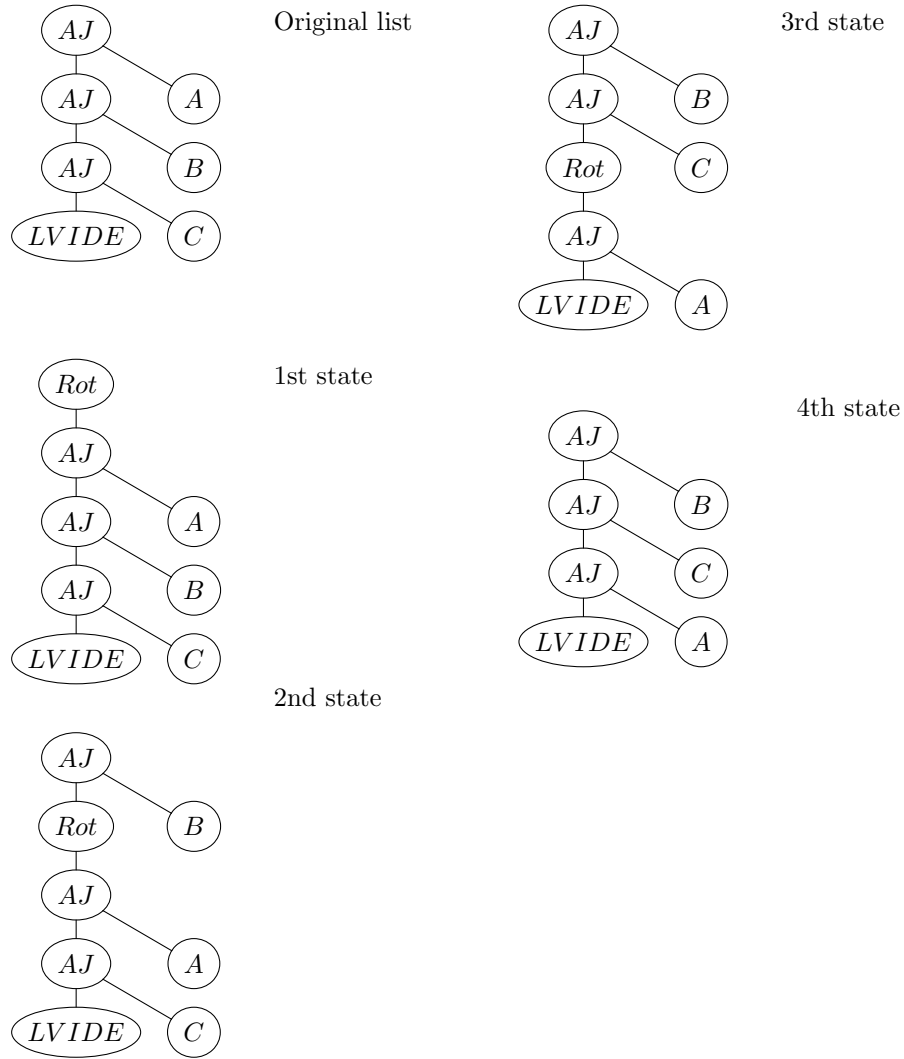 Original list
AJ
AJ
A
AJ
B
LVIDE
C
1st state
Rot
AJ
AJ
A
AJ
B
LVIDE
C
2nd state
AJ
Rot
B
AJ
AJ
A
LVIDE
C
3rd state
AJ
AJ
B
Rot
C
AJ
LVIDE
A
4th state
AJ
AJ
B
AJ
C
LVIDE
A